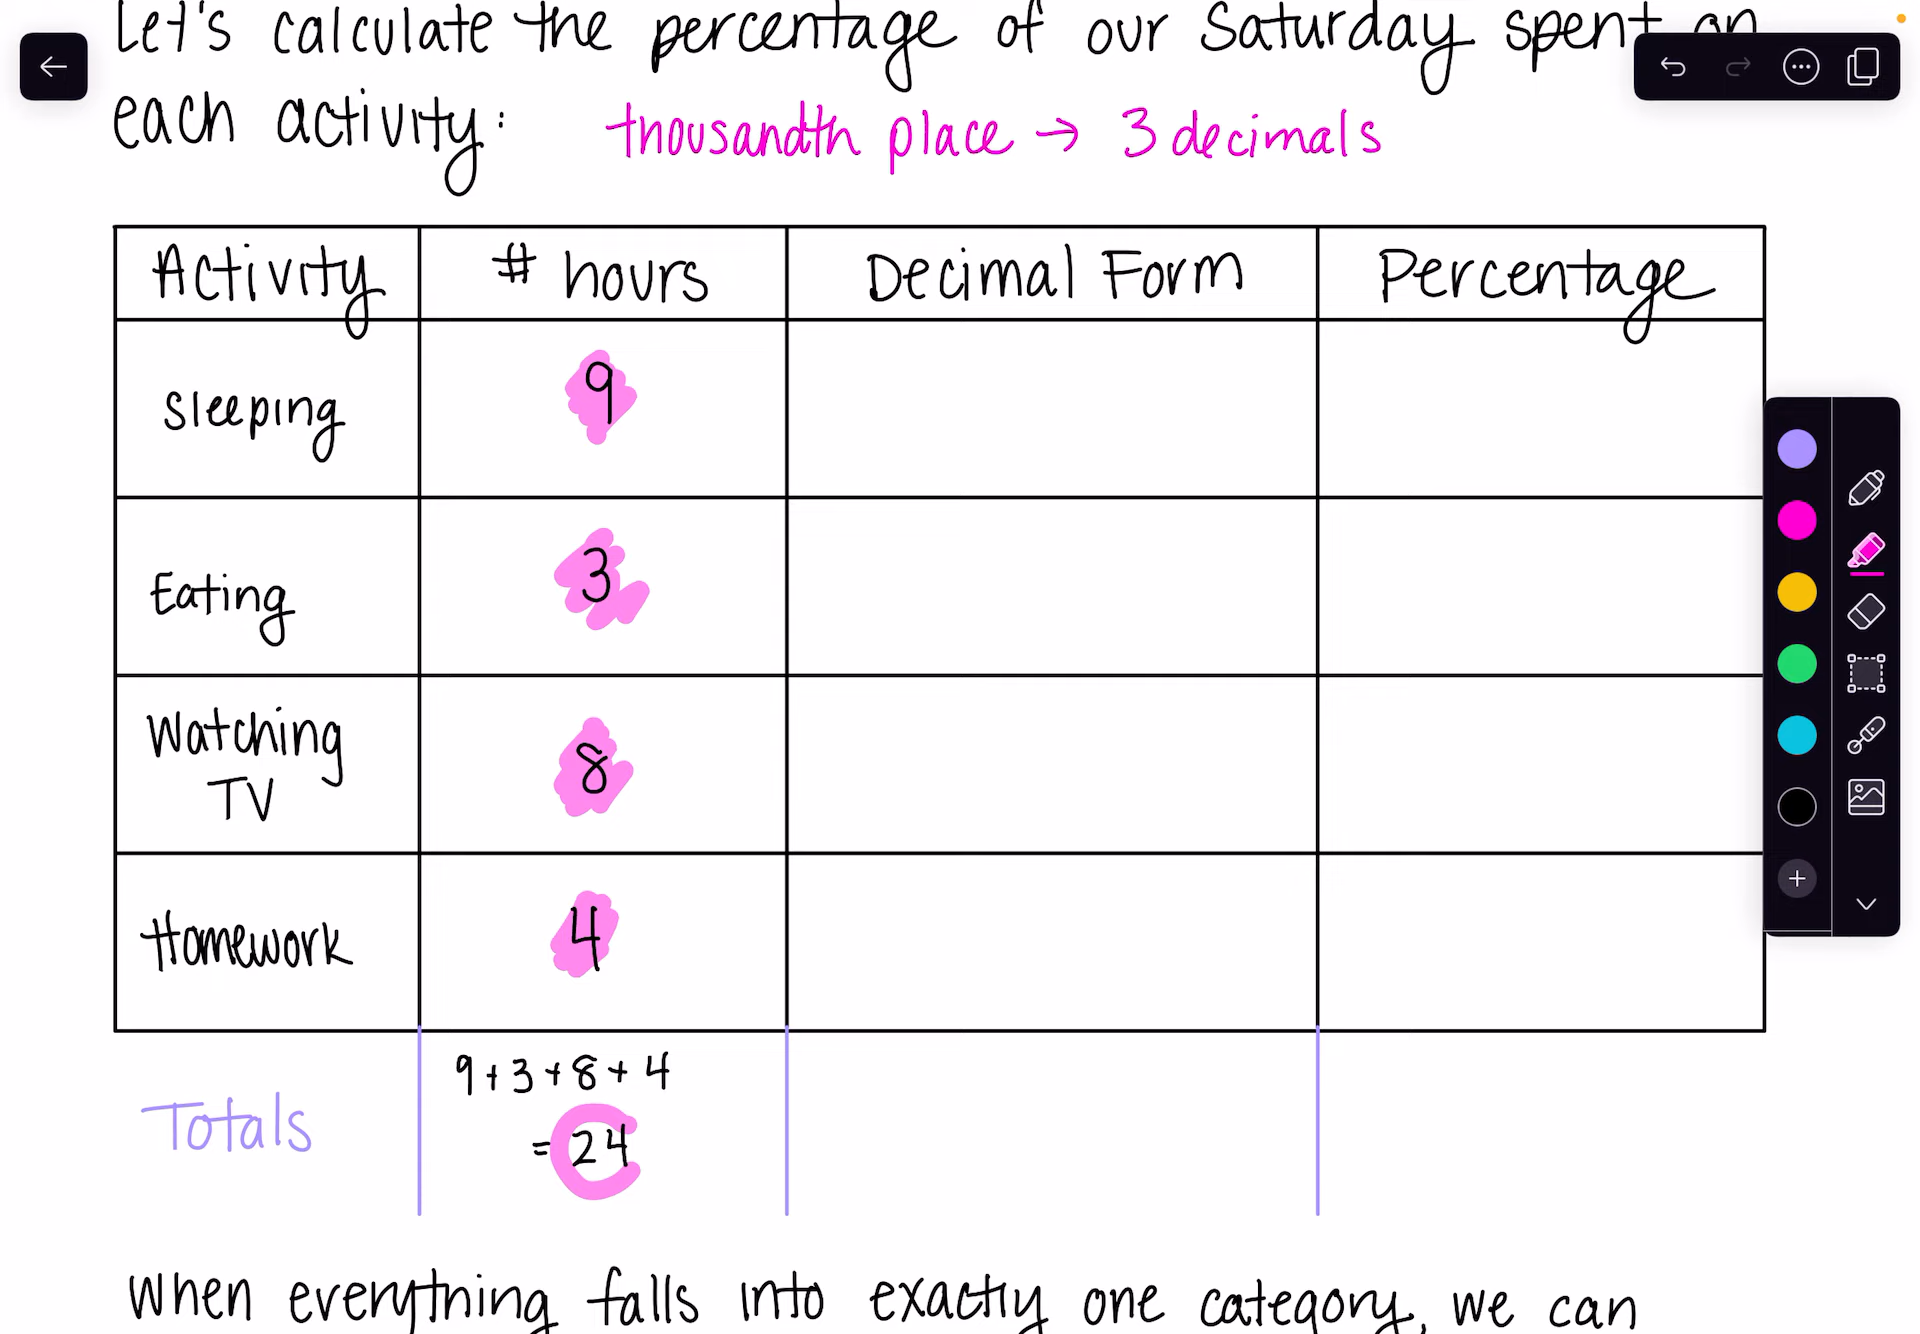 Let's calculate the percentage of our Saturday spent on
each activity: thousandth place → 3 decimals
Activity # hours Decimal Form Percentage
Sleeping 9
Eating 3
Watching
TV 8
Homework 4
9 + 3 + 8 + 4
Totals = 24
When everything falls into exactly one category, we can